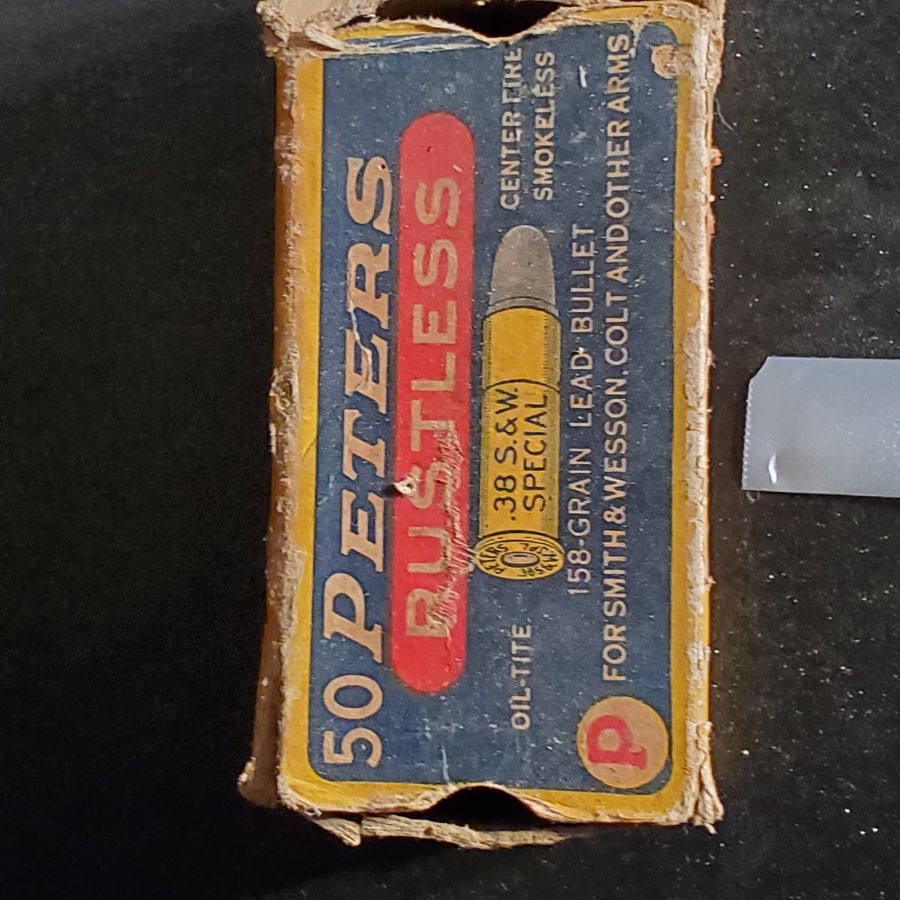 50 PETERS
RUSTLESS
OIL-TITE
CENTER FIRE
SMOKELESS
.38 S.&W.
SPECIAL
PETERS
158-GRAIN LEAD BULLET
FOR SMITH & WESSON. COLT AND OTHER ARMS
P